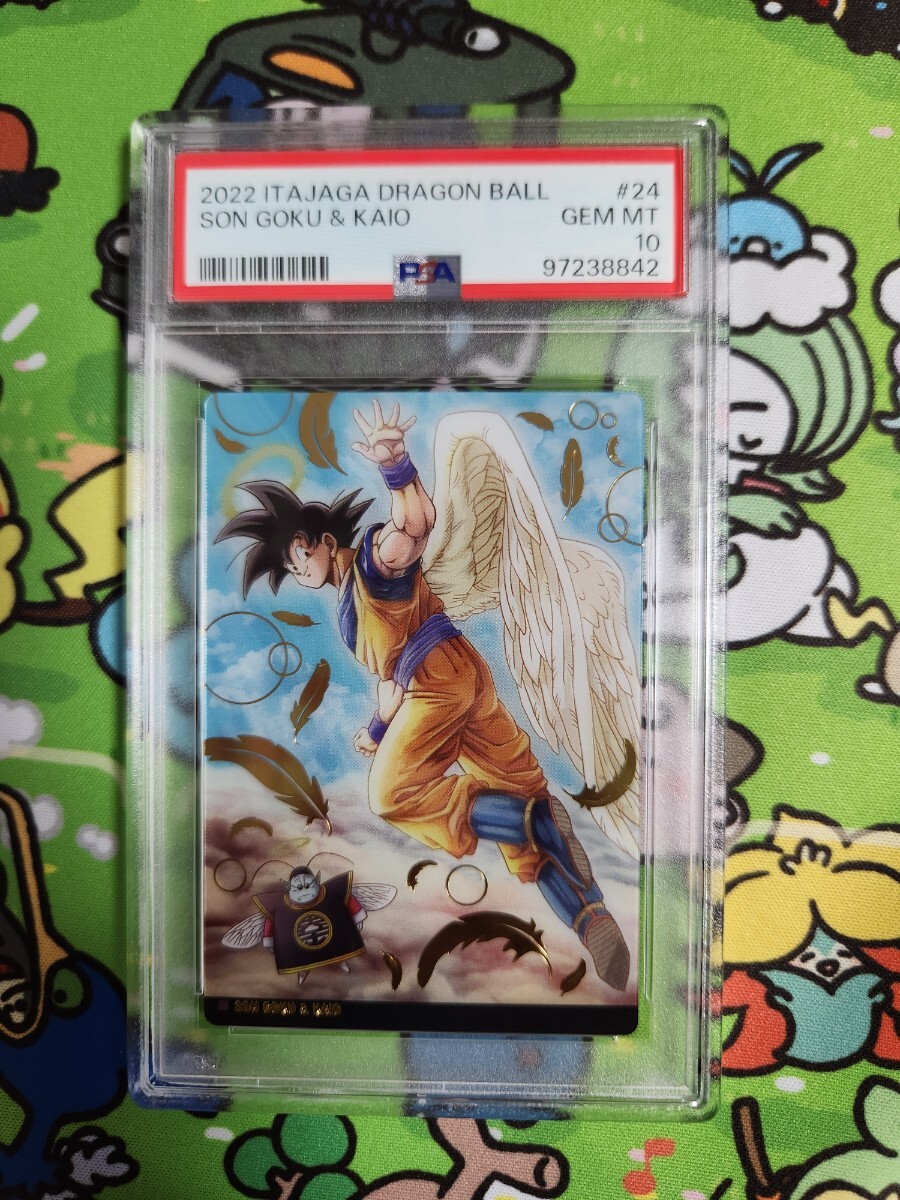 2022 ITAJAGA DRAGON BALL #24
SON GOKU & KAIO GEM MT
10
PSA 97238842
SON GOKU & KAIO